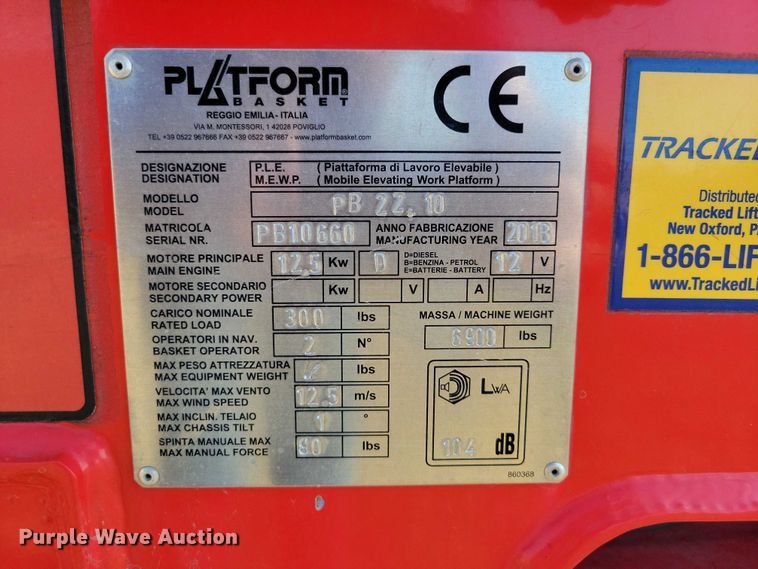 PLATFORM
BASKET
REGGIO EMILIA - ITALIA
VIA M. MONTESSORI, 1 42028 POVIGLIO
TEL +39 0522 967666 FAX +39 0522 967667 - www.platformbasket.com
CE
DESIGNAZIONE P.L.E. ( Piattaforma di Lavoro Elevabile )
DESIGNATION M.E.W.P. ( Mobile Elevating Work Platform )
MODELLO
MODEL PB 22.10
MATRICOLA ANNO FABBRICAZIONE
SERIAL NR. PB10660 MANUFACTURING YEAR 2018
MOTORE PRINCIPALE D=DIESEL
MAIN ENGINE 12,5 Kw D B=BENZINA - PETROL 12 V
E=BATTERIE - BATTERY
MOTORE SECONDARIO
SECONDARY POWER Kw V A Hz
CARICO NOMINALE
RATED LOAD 300 lbs MASSA / MACHINE WEIGHT
OPERATORI IN NAV. 6900 lbs
BASKET OPERATOR 2 N°
MAX PESO ATTREZZATURA
MAX EQUIPMENT WEIGHT lbs
VELOCITA' MAX VENTO
MAX WIND SPEED 12,5 m/s
MAX INCLIN. TELAIO
MAX CHASSIS TILT 1 °
SPINTA MANUALE MAX
MAX MANUAL FORCE 90 lbs
LWA
104 dB
860368
TRACKED
Distributed
Tracked Lift
New Oxford, P
1-866-LIF
www.TrackedLi
Purple Wave Auction